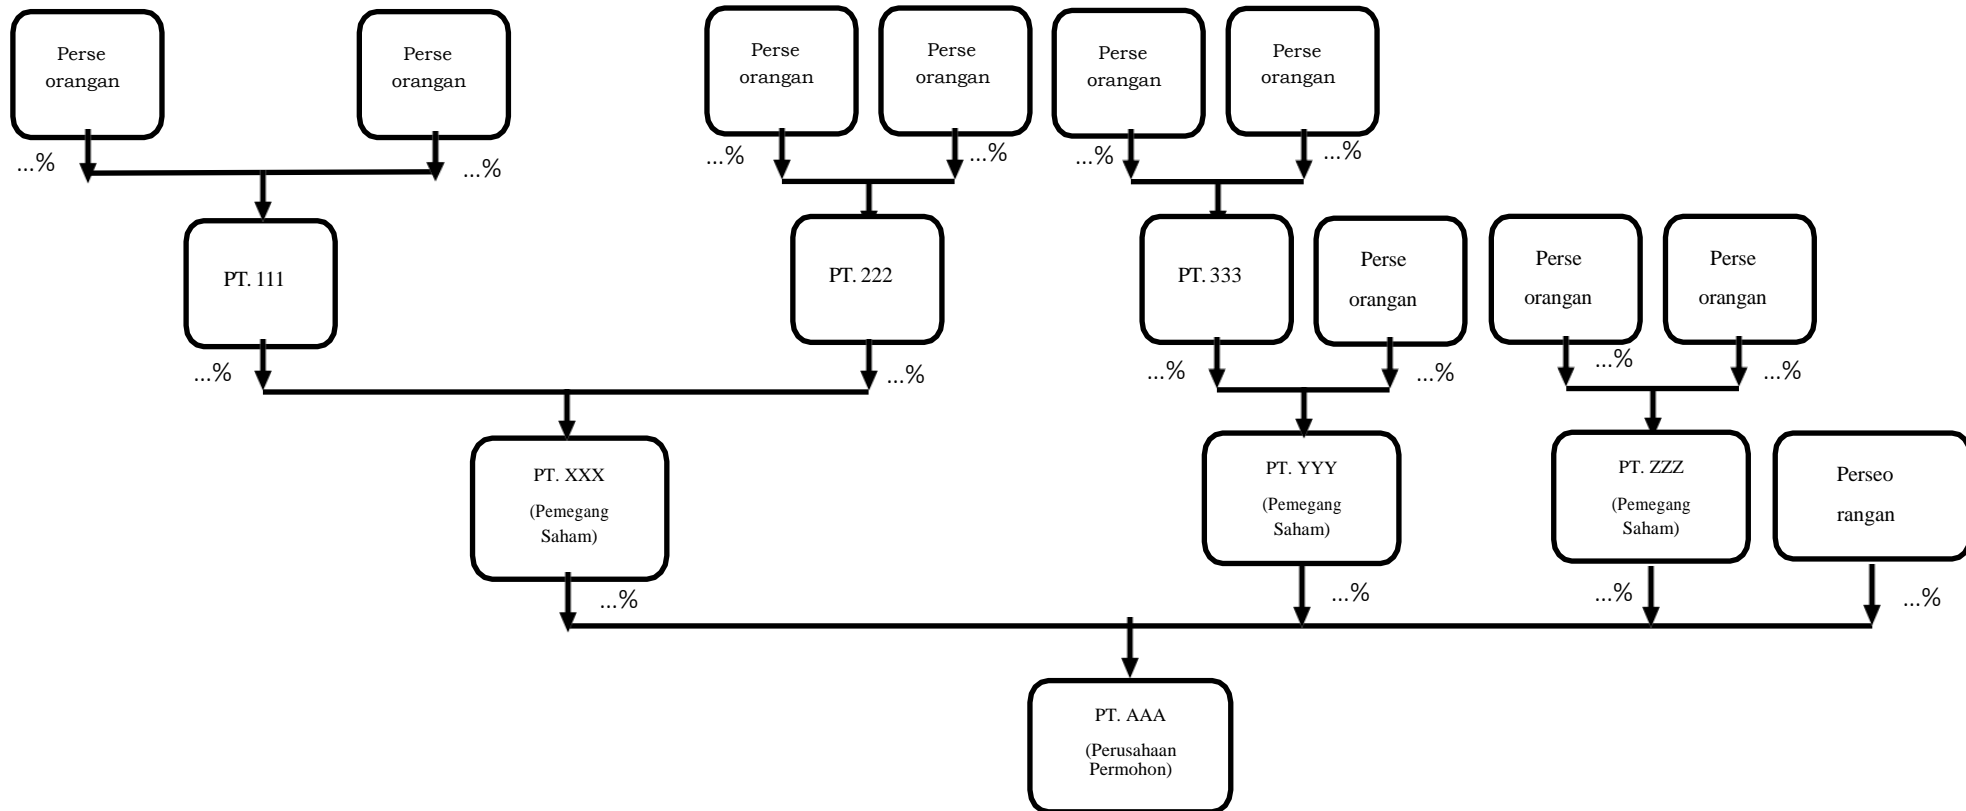 Perse
orangan
Perse
orangan
Perse
orangan
Perse
orangan
Perse
orangan
Perse
orangan
...%
...%
...%
...%
...%
...%
PT. 111
PT. 222
PT. 333
Perse
orangan
Perse
orangan
Perse
orangan
...%
...%
...%
...%
...%
...%
PT. XXX
(Pemegang
Saham)
PT. YYY
(Pemegang
Saham)
PT. ZZZ
(Pemegang
Saham)
Perseo
rangan
...%
...%
...%
...%
PT. AAA
(Perusahaan
Permohon)